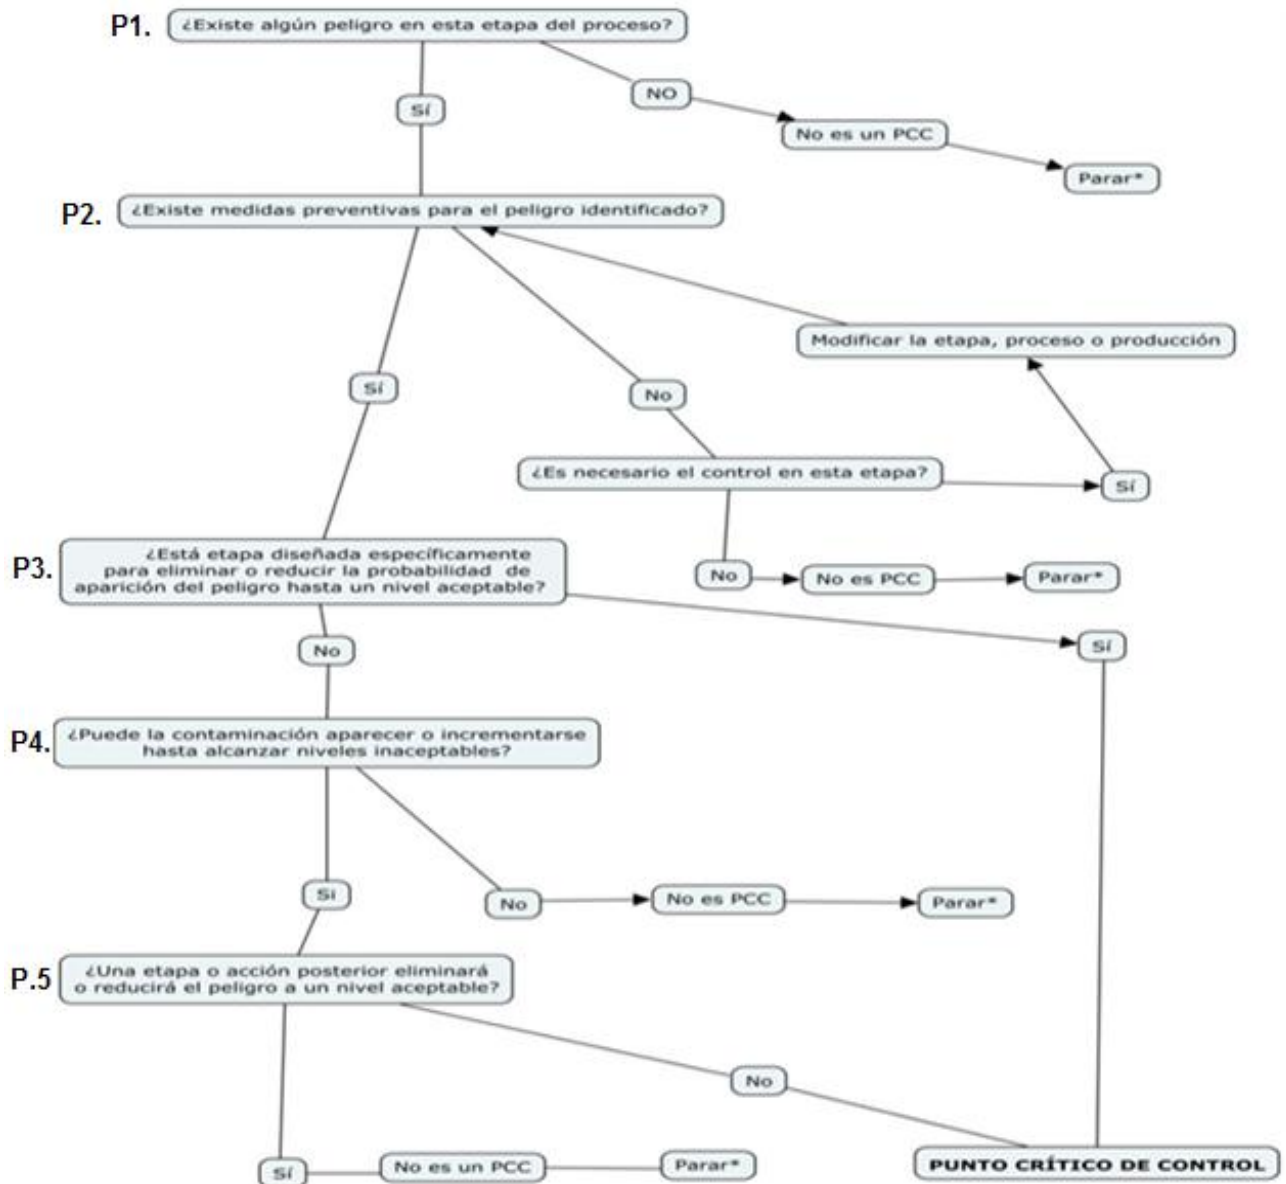 P1.
¿Existe algún peligro en esta etapa del proceso?
NO
Sí
No es un PCC
Parar*
P2.
¿Existe medidas preventivas para el peligro identificado?
Modificar la etapa, proceso o producción
Sí
No
¿Es necesario el control en esta etapa?
Sí
P3.
¿Está etapa diseñada específicamente
para eliminar o reducir la probabilidad de
aparición del peligro hasta un nivel aceptable?
No
No es PCC
Parar*
No
Sí
P4.
¿Puede la contaminación aparecer o incrementarse
hasta alcanzar niveles inaceptables?
Si
No
No es PCC
Parar*
P.5
¿Una etapa o acción posterior eliminará
o reducirá el peligro a un nivel aceptable?
No
Sí
No es un PCC
Parar*
PUNTO CRÍTICO DE CONTROL